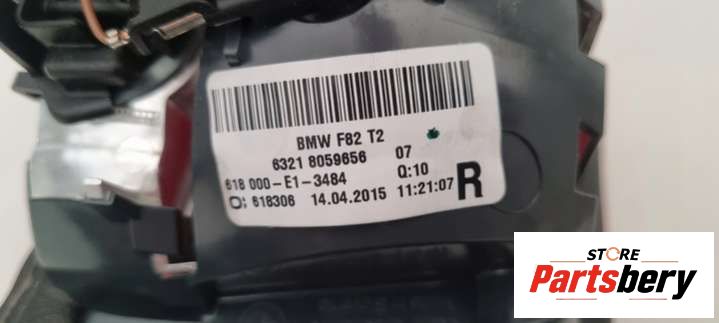 BMW F82 T2
6321 8059656 07
618 000-E1-3484 Q:10
O: 618306 14.04.2015 11:21:07 R
STORE
Partsbery